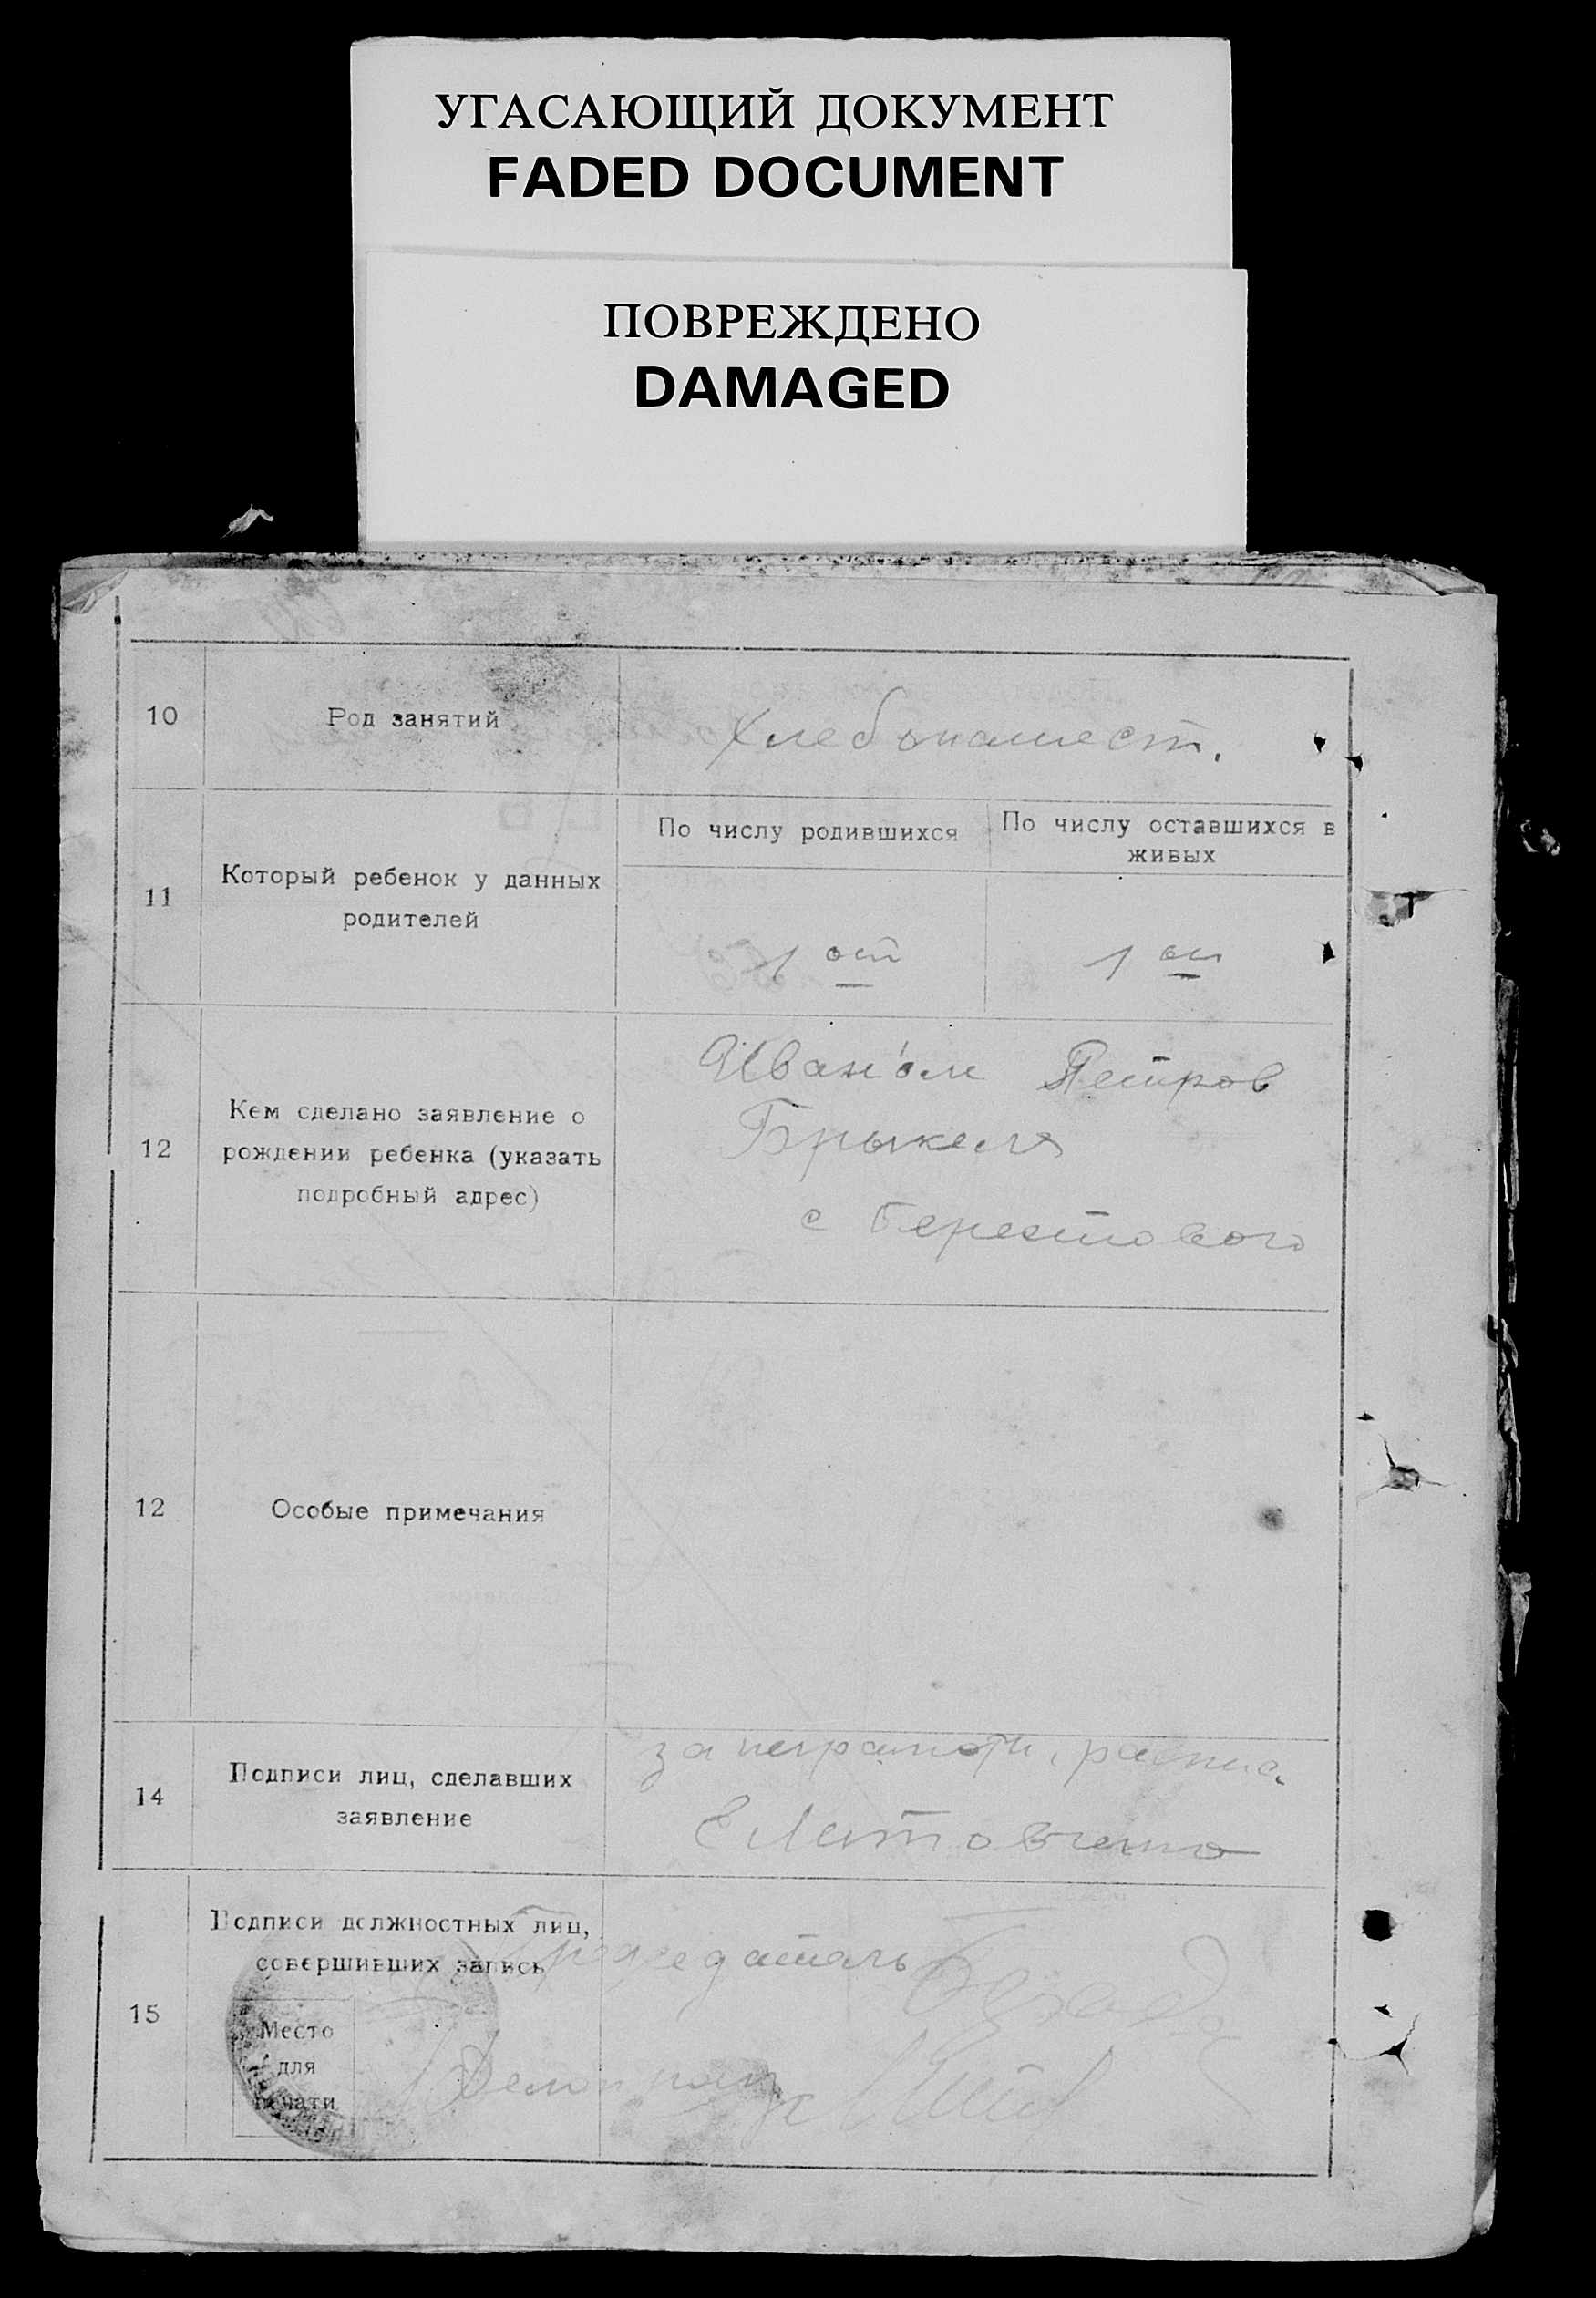 УГАСАЮЩИЙ ДОКУМЕНТ
FADED DOCUMENT
ПОВРЕЖДЕНО
DAMAGED
10
Род занятий
Хлебопашест.
11
Который ребенок у данных
родителей
По числу родившихся
По числу оставшихся в
живых
1
1
12
Кем сделано заявление о
рождении ребенка (указать
подробный адрес)
Иваном Петров
с Берестового
12
Особые примечания
14
Подписи лиц, сделавших
заявление
за неграмотн. распис.
15
Подписи должностных лиц,
совершивших запись
Место
для
печати
Председатель